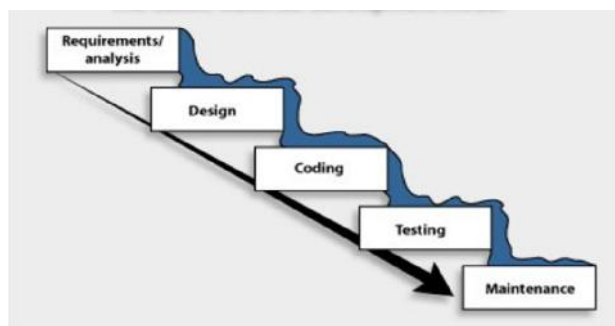 Requirements/
analysis
Design
Coding
Testing
Maintenance